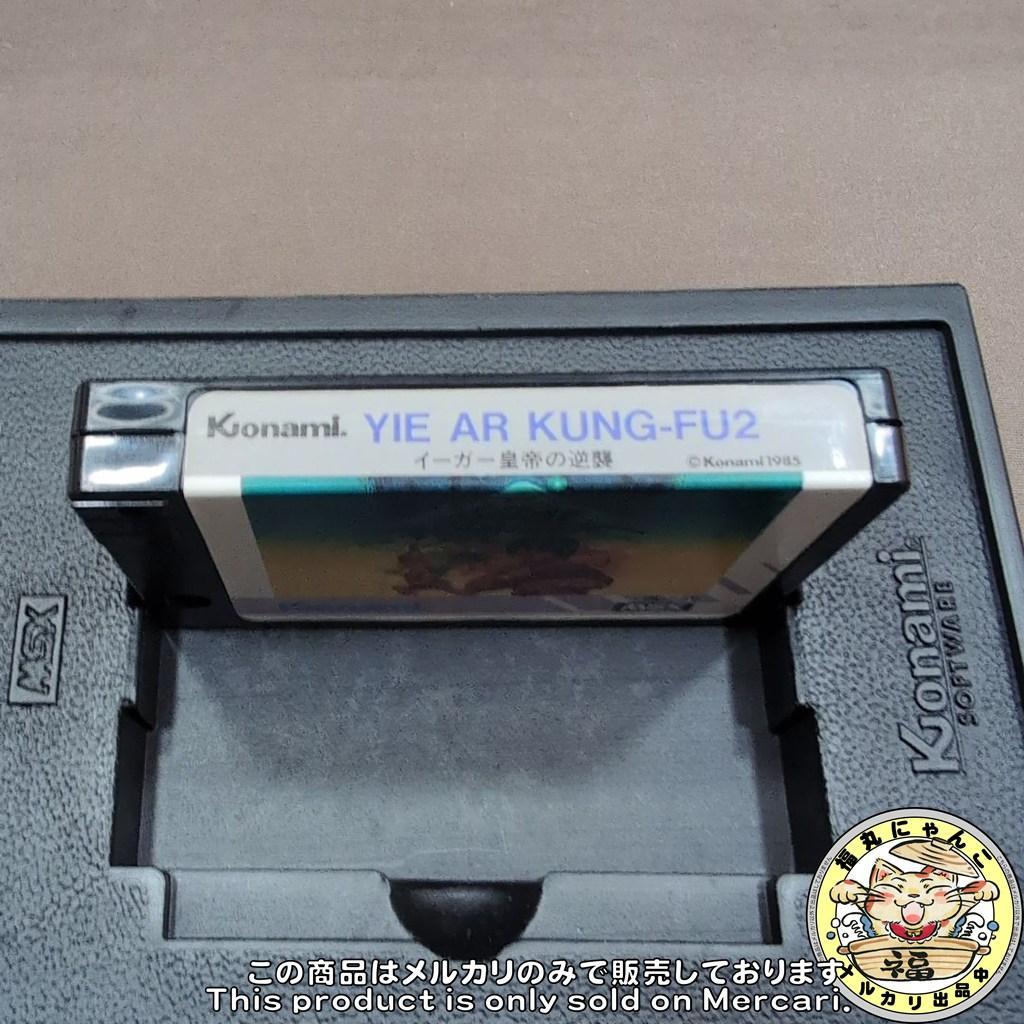 Konami. YIE AR KUNG-FU2
イーガー皇帝の逆襲 ©Konami1985
MSX
Konami
SOFTWARE
福丸にゃんこ
福
メルカリ出品中
この商品はメルカリのみで販売しております。
This product is only sold on Mercari.